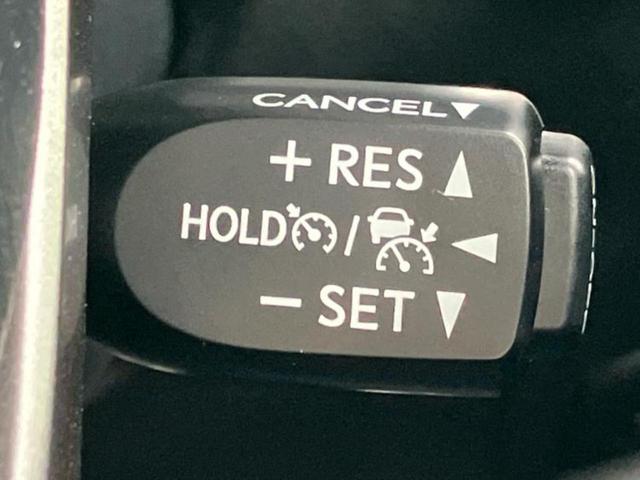 CANCEL▼
+ RES ▲
HOLD / ◀
− SET ▼